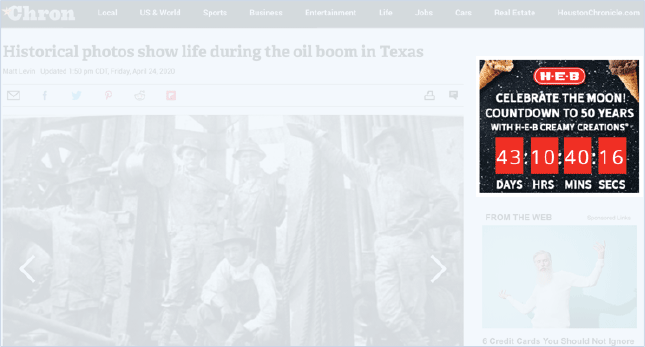 Chron
Local US & World Sports Business Entertainment Life Jobs Cars Real Estate HoustonChronicle.com
Historical photos show life during the oil boom in Texas
Matt Levin Updated 1:53 pm CDT, Friday, April 24, 2020
H-E-B
CELEBRATE THE MOON!
COUNTDOWN TO 50 YEARS
WITH H-E-B CREAMY CREATIONS®
43:10:40:16
DAYS HRS MINS SECS
FROM THE WEB Sponsored Links
6 Credit Cards You Should Not Ignore